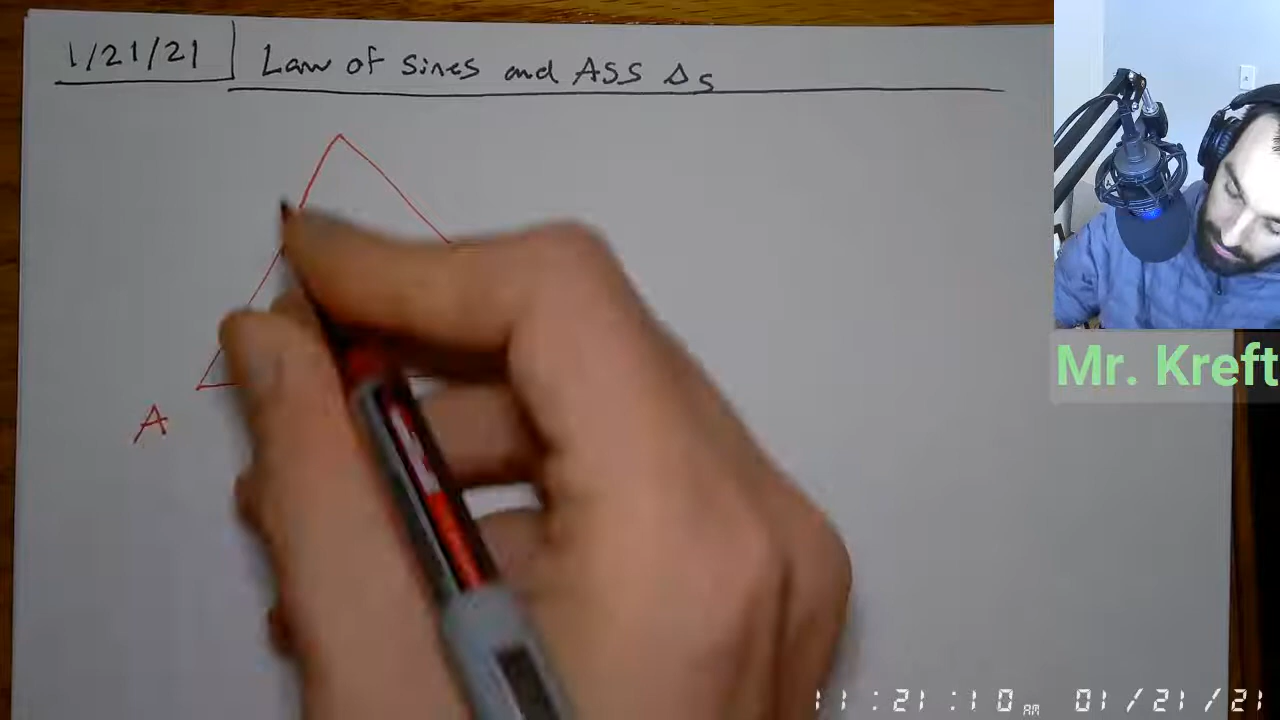 1/21/21 Law of Sines and ASS Δs
A
Mr. Kreft
11:21:10 AM 01/21/21